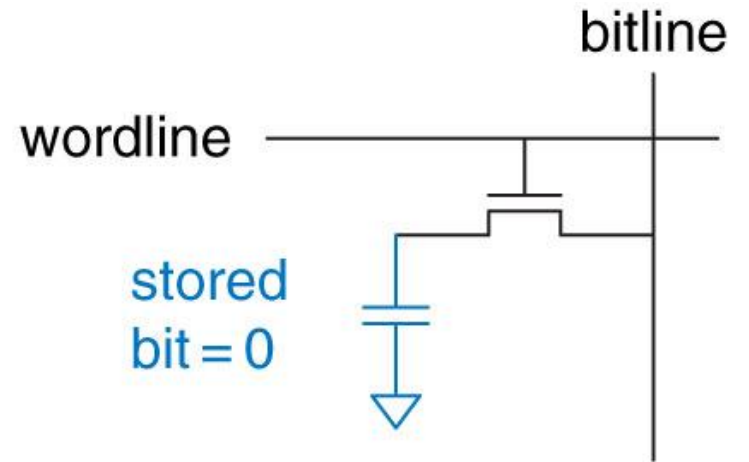 bitline
wordline
stored
bit = 0